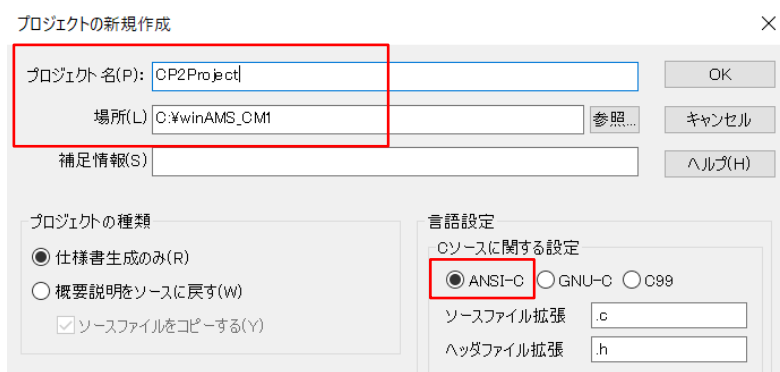 プロジェクトの新規作成
プロジェクト名(P): CP2Project OK
場所(L) C:¥winAMS_CM1 参照... キャンセル
補足情報(S) ヘルプ(H)
プロジェクトの種類
仕様書生成のみ(R)
概要説明をソースに戻す(W)
ソースファイルをコピーする(Y)
言語設定
Cソースに関する設定
ANSI-C GNU-C C99
ソースファイル拡張 .c
ヘッダファイル拡張 .h